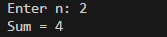 Enter n: 2
Sum = 4